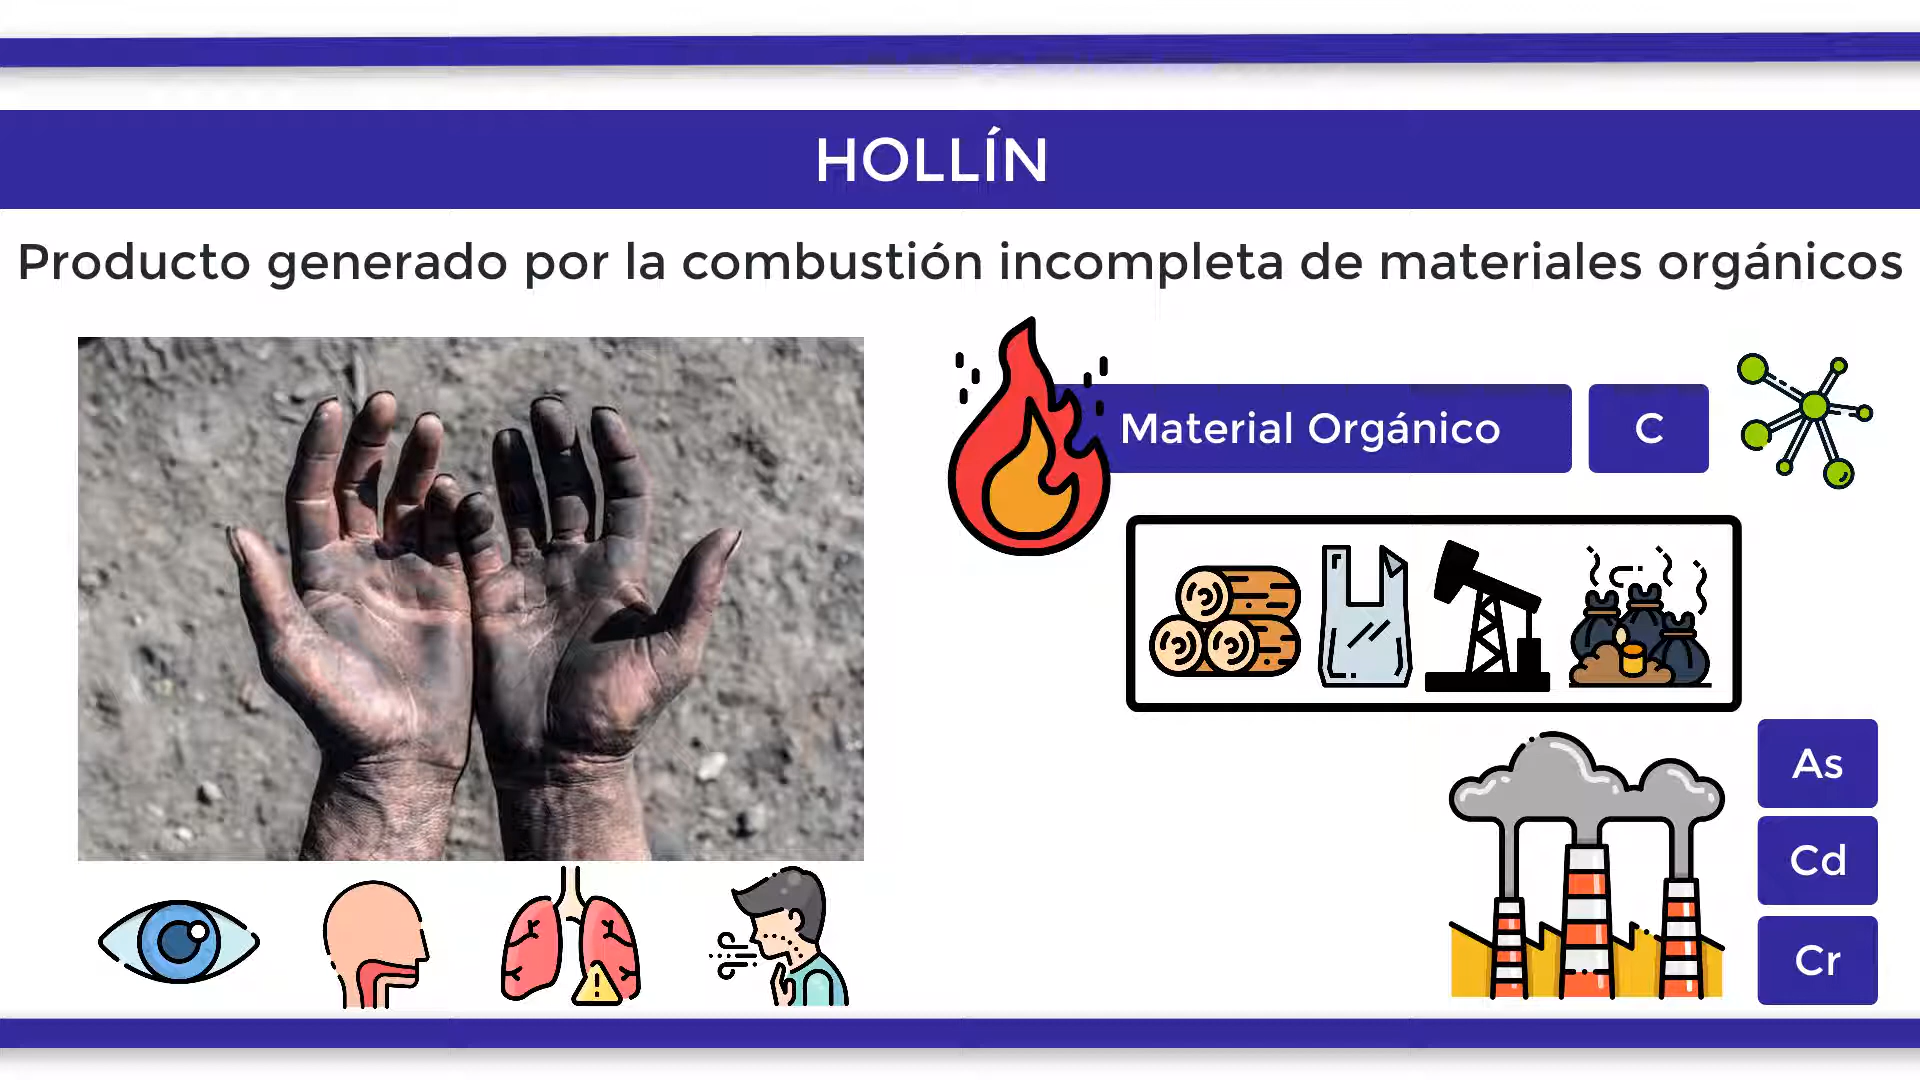 HOLLÍN
Producto generado por la combustión incompleta de materiales orgánicos
Material Orgánico
C
As
Cd
Cr